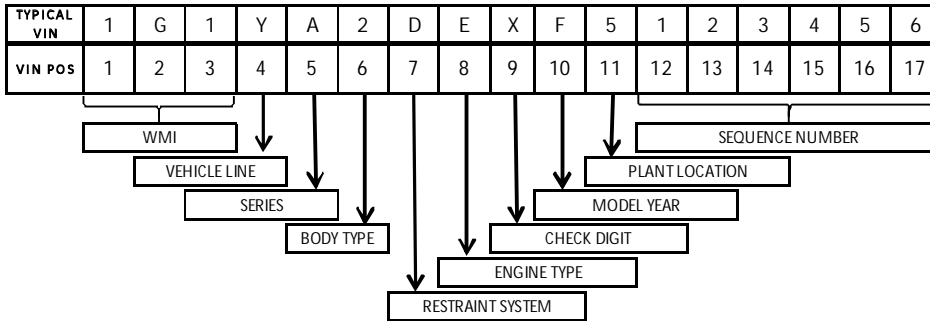 TYPICAL VIN 1 G 1 Y A 2 D E X F 5 1 2 3 4 5 6
VIN POS 1 2 3 4 5 6 7 8 9 10 11 12 13 14 15 16 17
WMI SEQUENCE NUMBER
VEHICLE LINE PLANT LOCATION
SERIES MODEL YEAR
BODY TYPE CHECK DIGIT
ENGINE TYPE
RESTRAINT SYSTEM